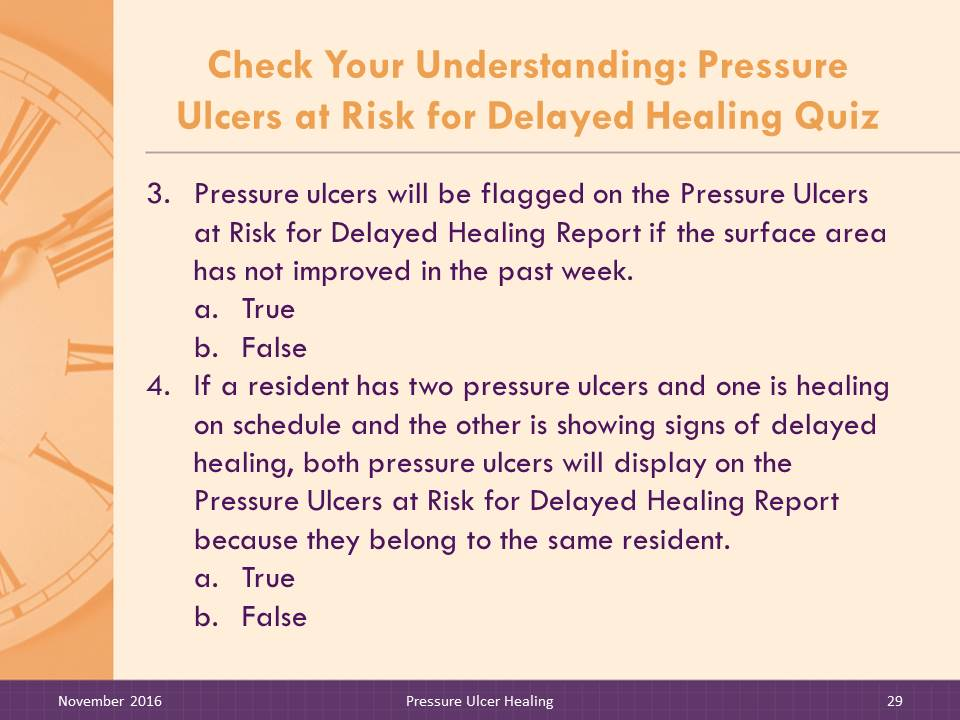 Check Your Understanding: Pressure
Ulcers at Risk for Delayed Healing Quiz
3. Pressure ulcers will be flagged on the Pressure Ulcers
at Risk for Delayed Healing Report if the surface area
has not improved in the past week.
a. True
b. False
4. If a resident has two pressure ulcers and one is healing
on schedule and the other is showing signs of delayed
healing, both pressure ulcers will display on the
Pressure Ulcers at Risk for Delayed Healing Report
because they belong to the same resident.
a. True
b. False
November 2016 Pressure Ulcer Healing 29